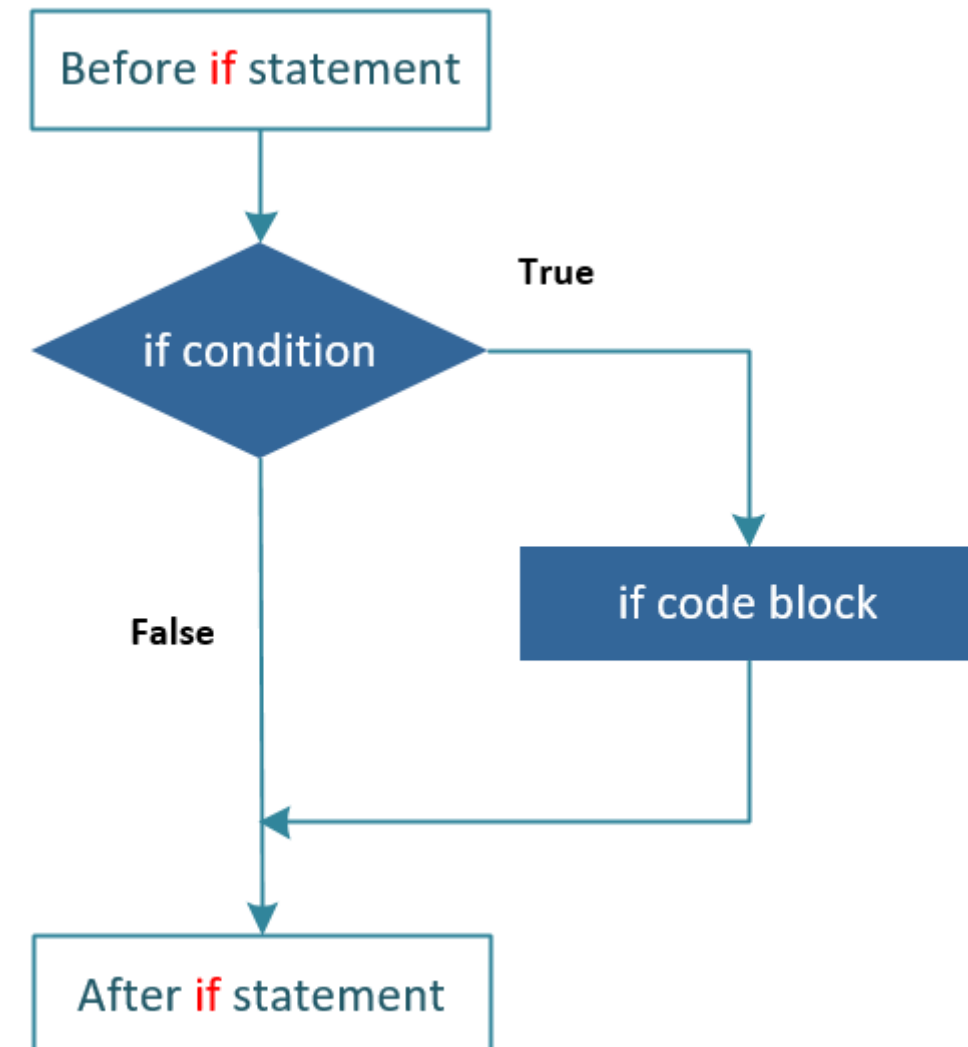 Before if statement
True
if condition
if code block
False
After if statement